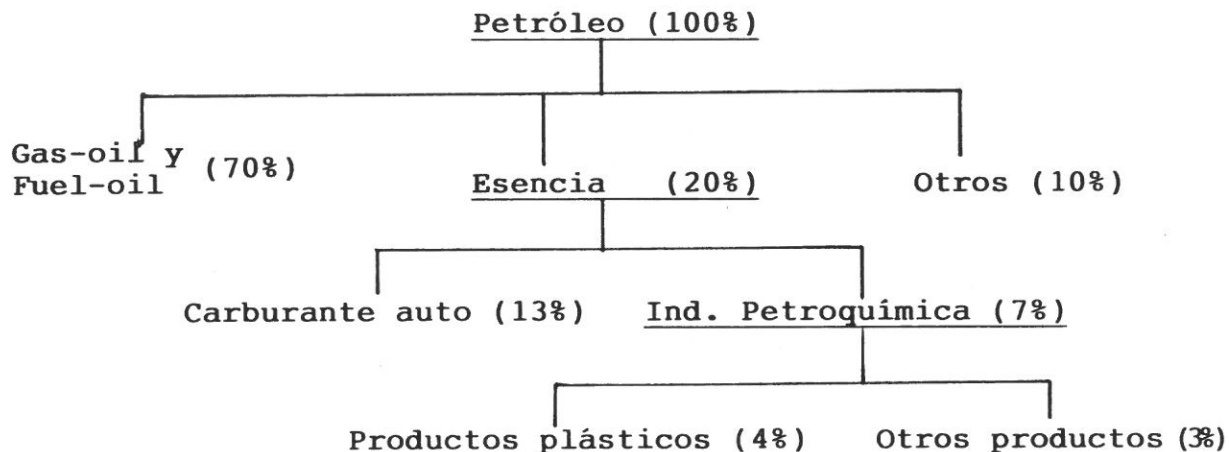 Petróleo (100%)
Gas-oil y
Fuel-oil
(70%)
Esencia (20%)
Otros (10%)
Carburante auto (13%)
Ind. Petroquímica (7%)
Productos plásticos (4%)
Otros productos (3%)